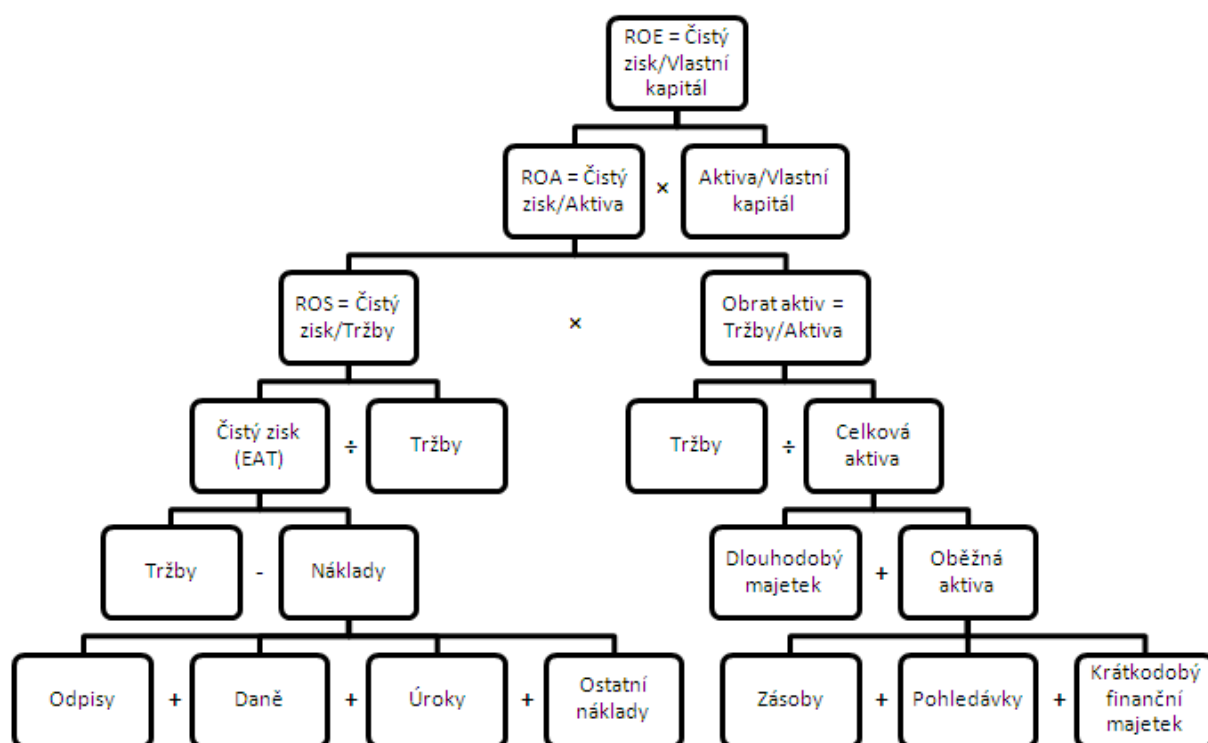 ROE = Čistý
zisk/Vlastní
kapitál
ROA = Čistý
zisk/Aktiva
×
Aktiva/Vlastní
kapitál
ROS = Čistý
zisk/Tržby
×
Obrat aktiv =
Tržby/Aktiva
Čistý zisk
(EAT)
÷
Tržby
Tržby
÷
Celková
aktiva
Tržby
-
Náklady
Dlouhodobý
majetek
+
Oběžná
aktiva
Odpisy
+
Daně
+
Úroky
+
Ostatní
náklady
Zásoby
+
Pohledávky
+
Krátkodobý
finanční
majetek